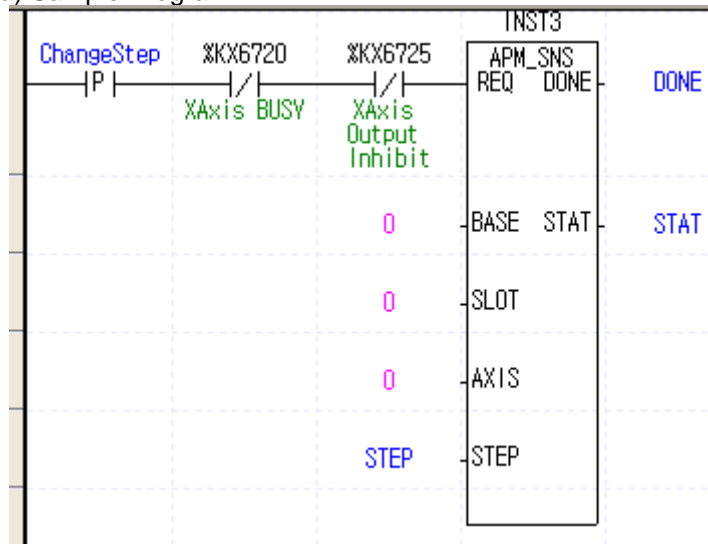 INST3
ChangeStep %KX6720 %KX6725 APM_SNS
P / / REQ DONE DONE
XAxis BUSY XAxis
Output
Inhibit
0 BASE STAT STAT
0 SLOT
0 AXIS
STEP STEP